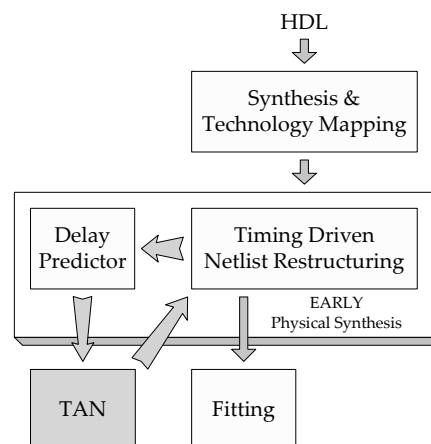 HDL
Synthesis &
Technology Mapping
Delay
Predictor
Timing Driven
Netlist Restructuring
EARLY
Physical Synthesis
TAN
Fitting